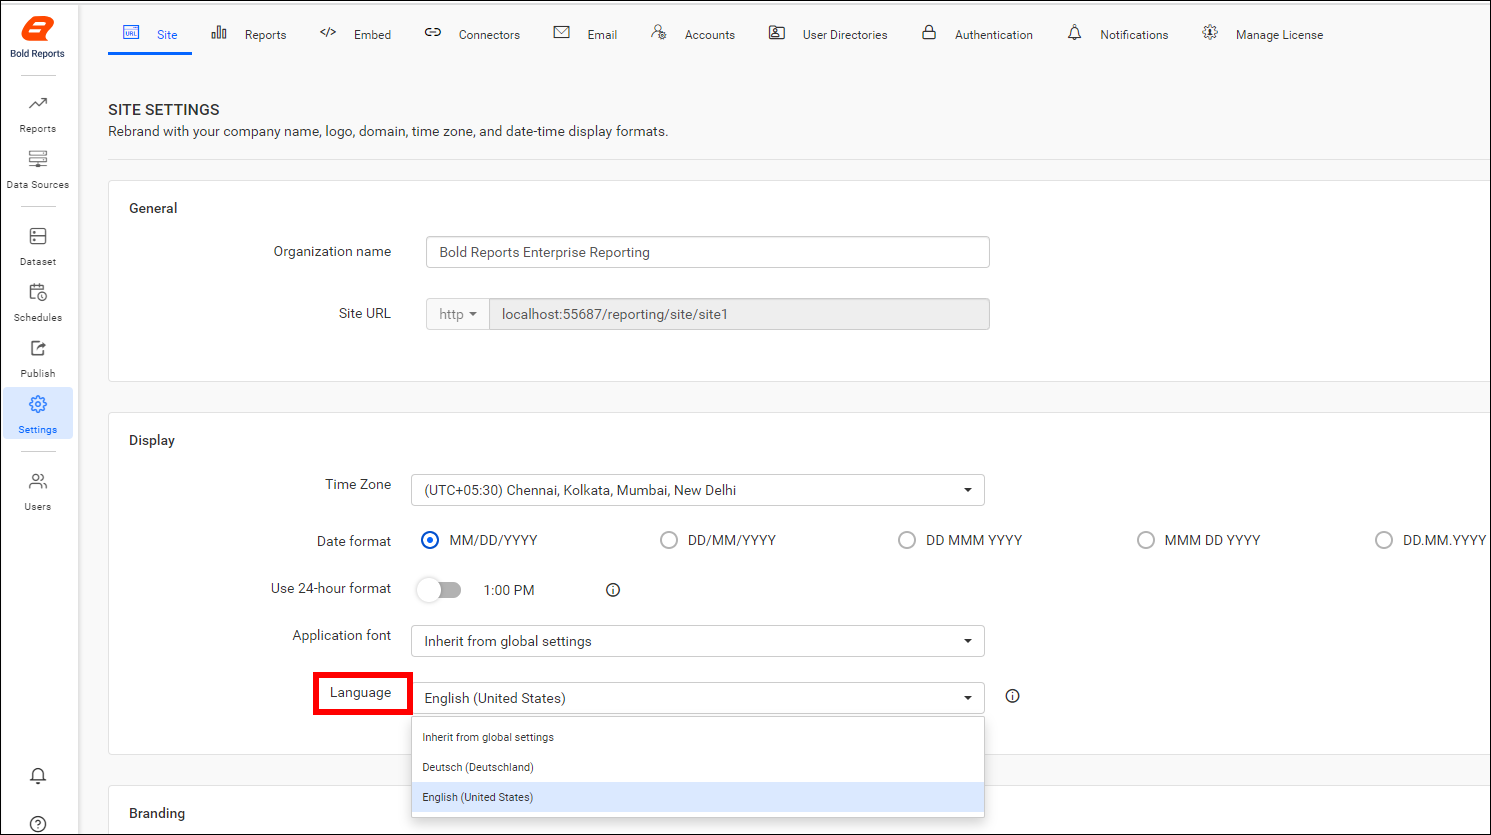 Bold Reports
Reports
Data Sources
Dataset
Schedules
Publish
Settings
Users
URL Site Reports </> Embed Connectors Email Accounts User Directories Authentication Notifications Manage License
SITE SETTINGS
Rebrand with your company name, logo, domain, time zone, and date-time display formats.
General
Organization name Bold Reports Enterprise Reporting
Site URL http localhost:55687/reporting/site/site1
Display
Time Zone (UTC+05:30) Chennai, Kolkata, Mumbai, New Delhi
Date format MM/DD/YYYY DD/MM/YYYY DD MMM YYYY MMM DD YYYY DD.MM.YYYY
Use 24-hour format 1:00 PM
Application font Inherit from global settings
Language English (United States)
Inherit from global settings
Deutsch (Deutschland)
English (United States)
Branding